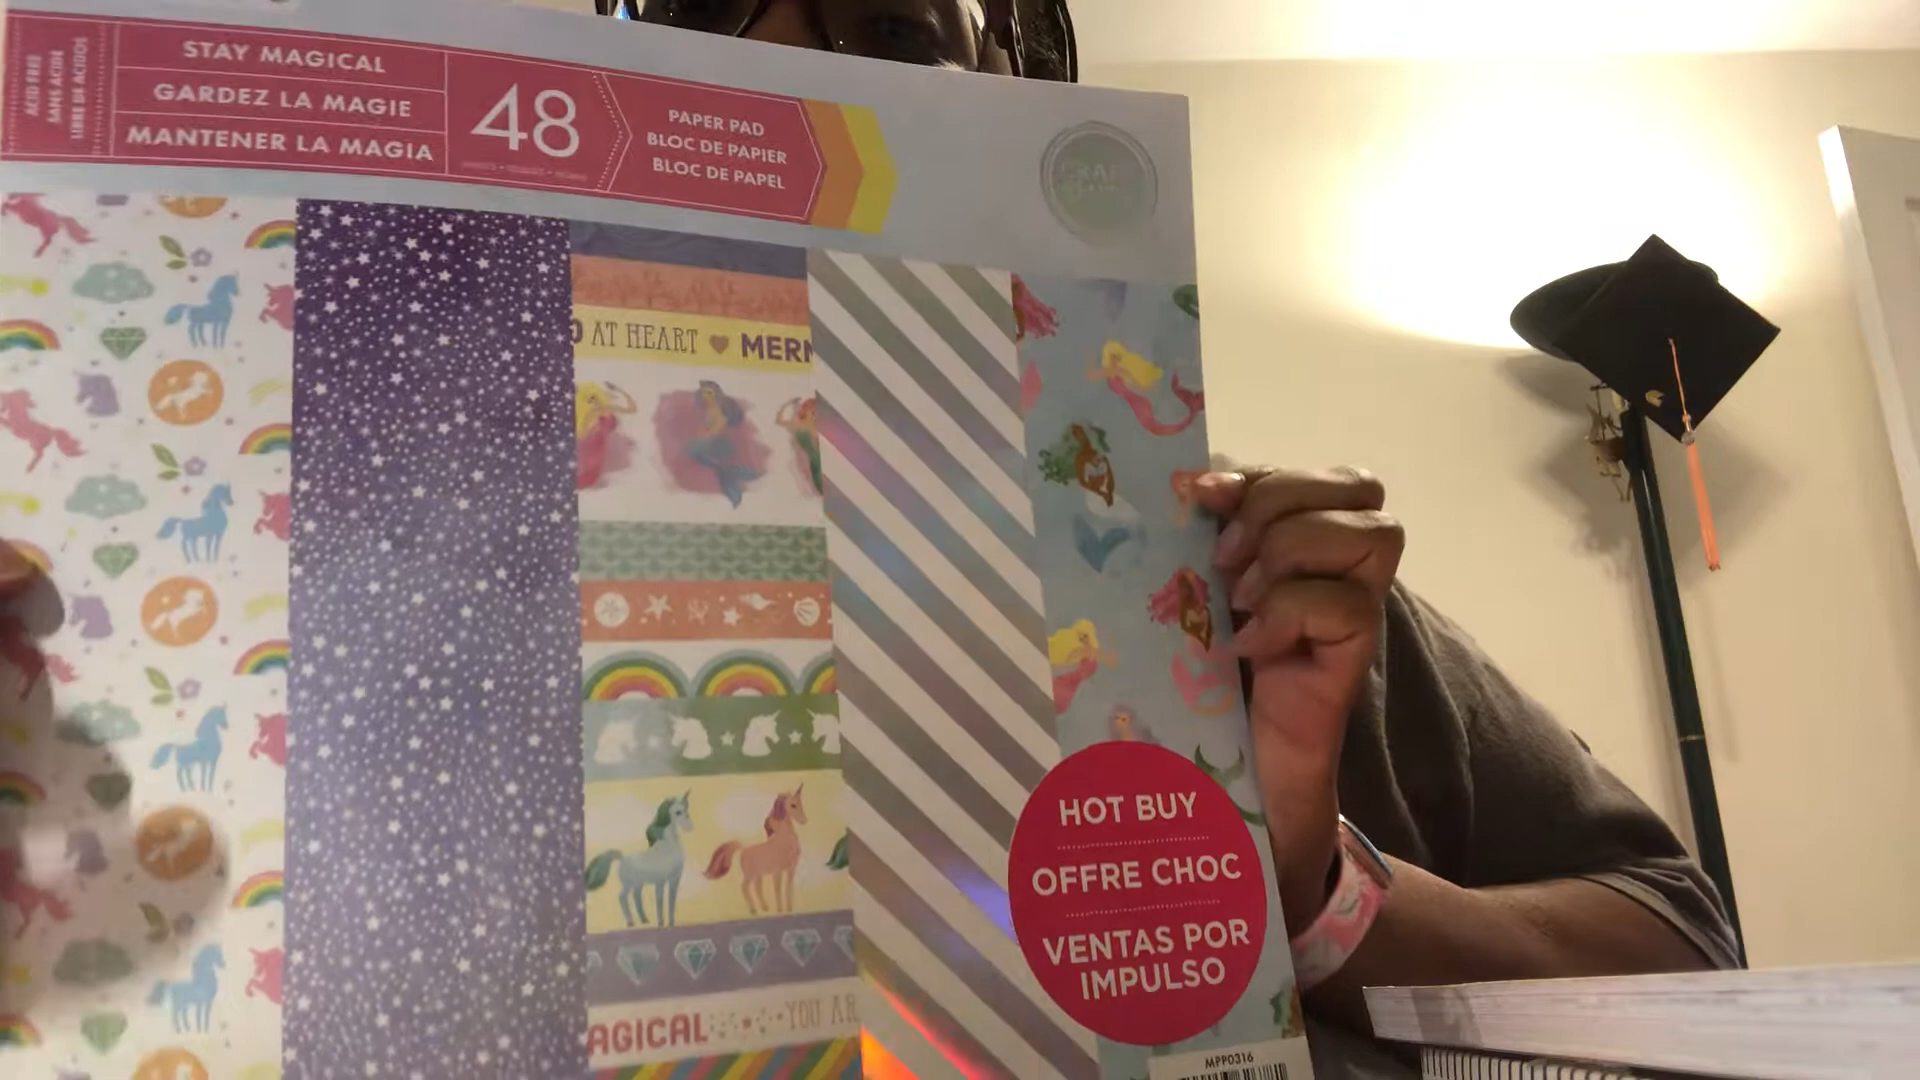 ACID FREE
SANS ACIDE
LIBRE DE ACIDOS
STAY MAGICAL
GARDEZ LA MAGIE
MANTENER LA MAGIA
48
PAPER PAD
BLOC DE PAPIER
BLOC DE PAPEL
AT HEART
MERM
AGICAL
YOU AR
HOT BUY
OFFRE CHOC
VENTAS POR
IMPULSO
MPP0316